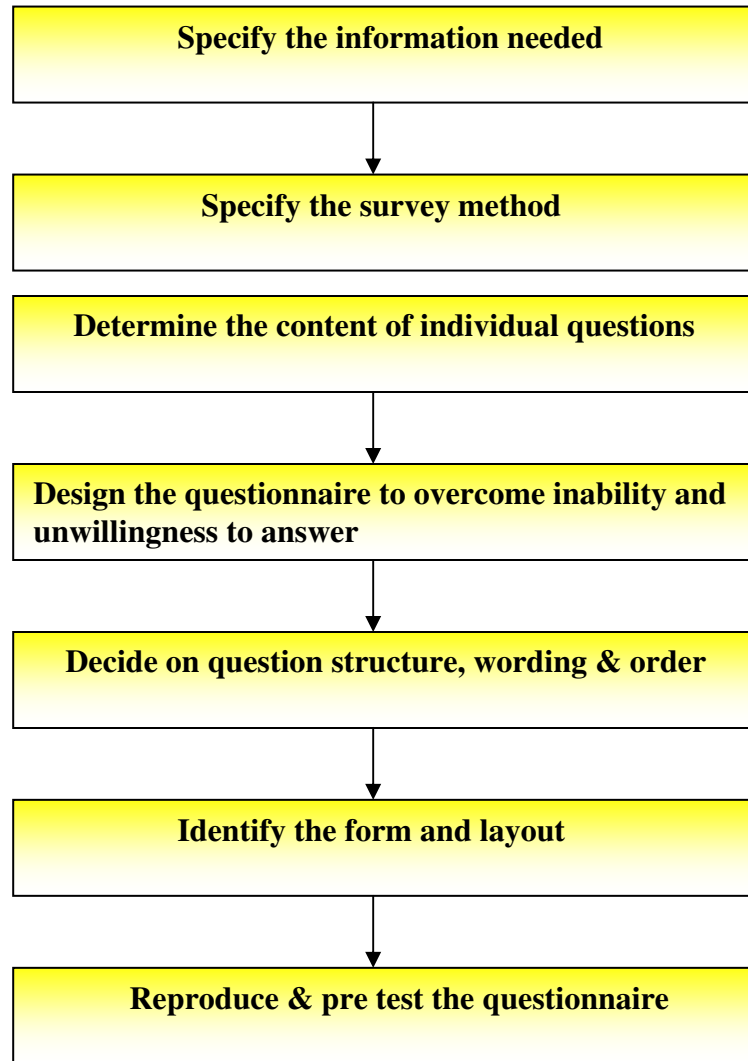 Specify the information needed
Specify the survey method
Determine the content of individual questions
Design the questionnaire to overcome inability and
unwillingness to answer
Decide on question structure, wording & order
Identify the form and layout
Reproduce & pre test the questionnaire